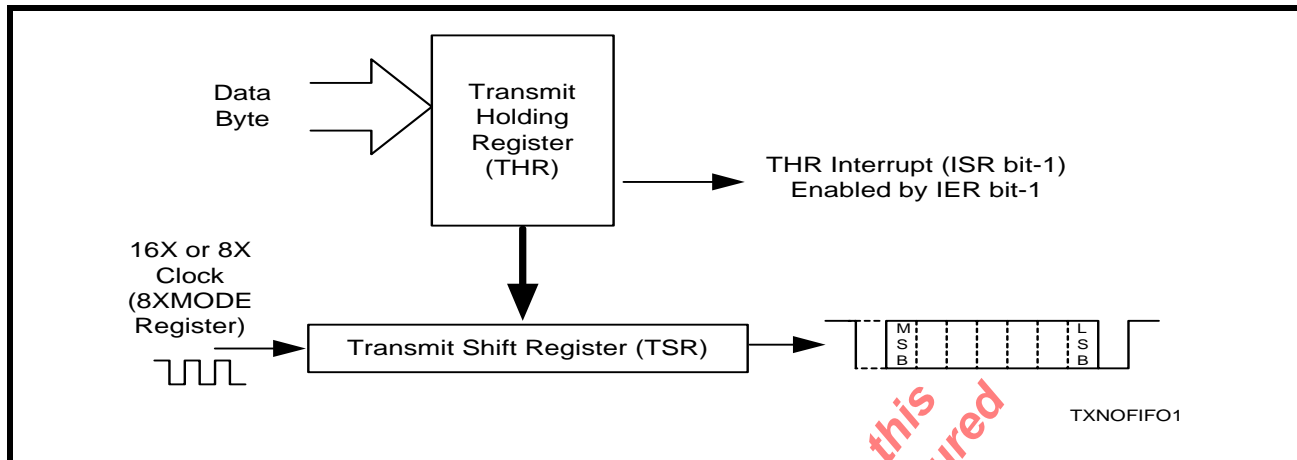 Data
Byte
Transmit
Holding
Register
(THR)
THR Interrupt (ISR bit-1)
Enabled by IER bit-1
16X or 8X
Clock
(8XMODE
Register)
Transmit Shift Register (TSR)
M
S
B
L
S
B
TXNOFIFO1
this